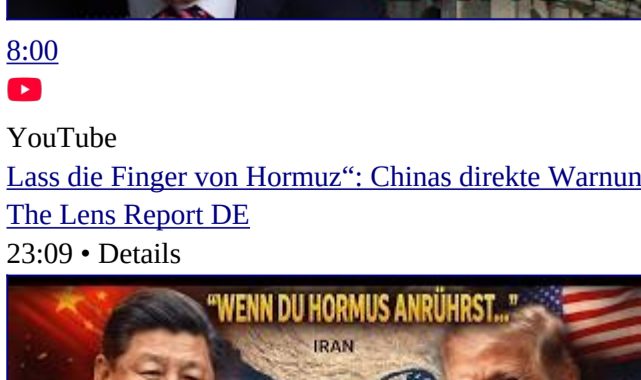 8:00
YouTube
Lass die Finger von Hormuz“: Chinas direkte Warnun
The Lens Report DE
23:09 • Details
"WENN DU HORMUS ANRÜHRST..."
IRAN